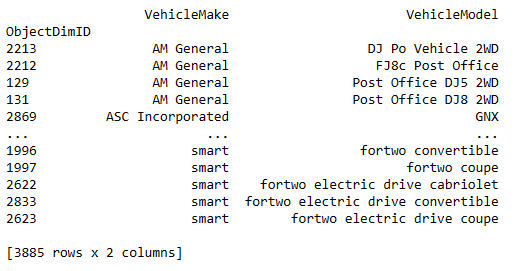 VehicleMake VehicleModel
ObjectDimID
2213 AM General DJ Po Vehicle 2WD
2212 AM General FJ8c Post Office
129 AM General Post Office DJ5 2WD
131 AM General Post Office DJ8 2WD
2869 ASC Incorporated GNX
... ... ...
1996 smart fortwo convertible
1997 smart fortwo coupe
2622 smart fortwo electric drive cabriolet
2833 smart fortwo electric drive convertible
2623 smart fortwo electric drive coupe
[3885 rows x 2 columns]